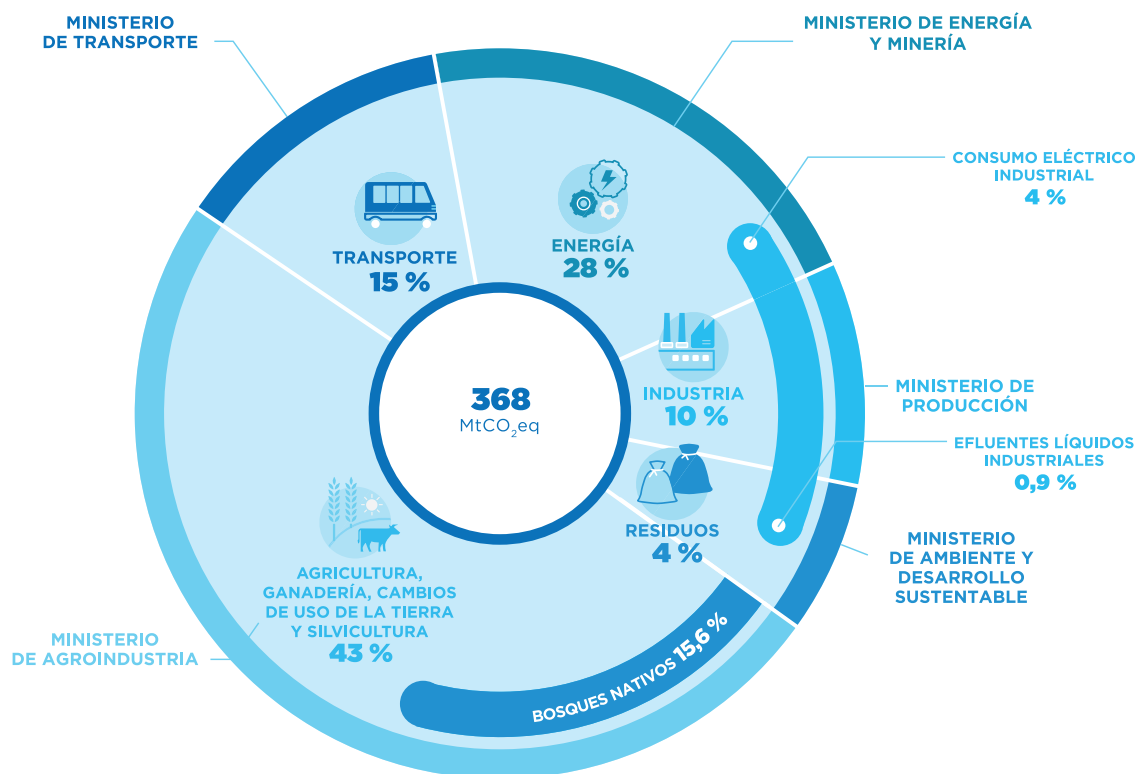 MINISTERIO
DE TRANSPORTE
MINISTERIO DE ENERGÍA
Y MINERÍA
CONSUMO ELÉCTRICO
INDUSTRIAL
4 %
TRANSPORTE
15 %
ENERGÍA
28 %
INDUSTRIA
10 %
368
MtCO₂eq
MINISTERIO DE
PRODUCCIÓN
EFLUENTES LÍQUIDOS
INDUSTRIALES
0,9 %
RESIDUOS
4 %
MINISTERIO
DE AMBIENTE Y
DESARROLLO
SUSTENTABLE
AGRICULTURA,
GANADERÍA, CAMBIOS
DE USO DE LA TIERRA
Y SILVICULTURA
43 %
MINISTERIO
DE AGROINDUSTRIA
BOSQUES NATIVOS 15,6 %